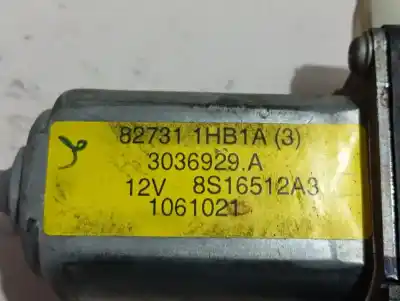 82731 1HB1A (3)
3036929.A
12V 8S16512A3
1061021